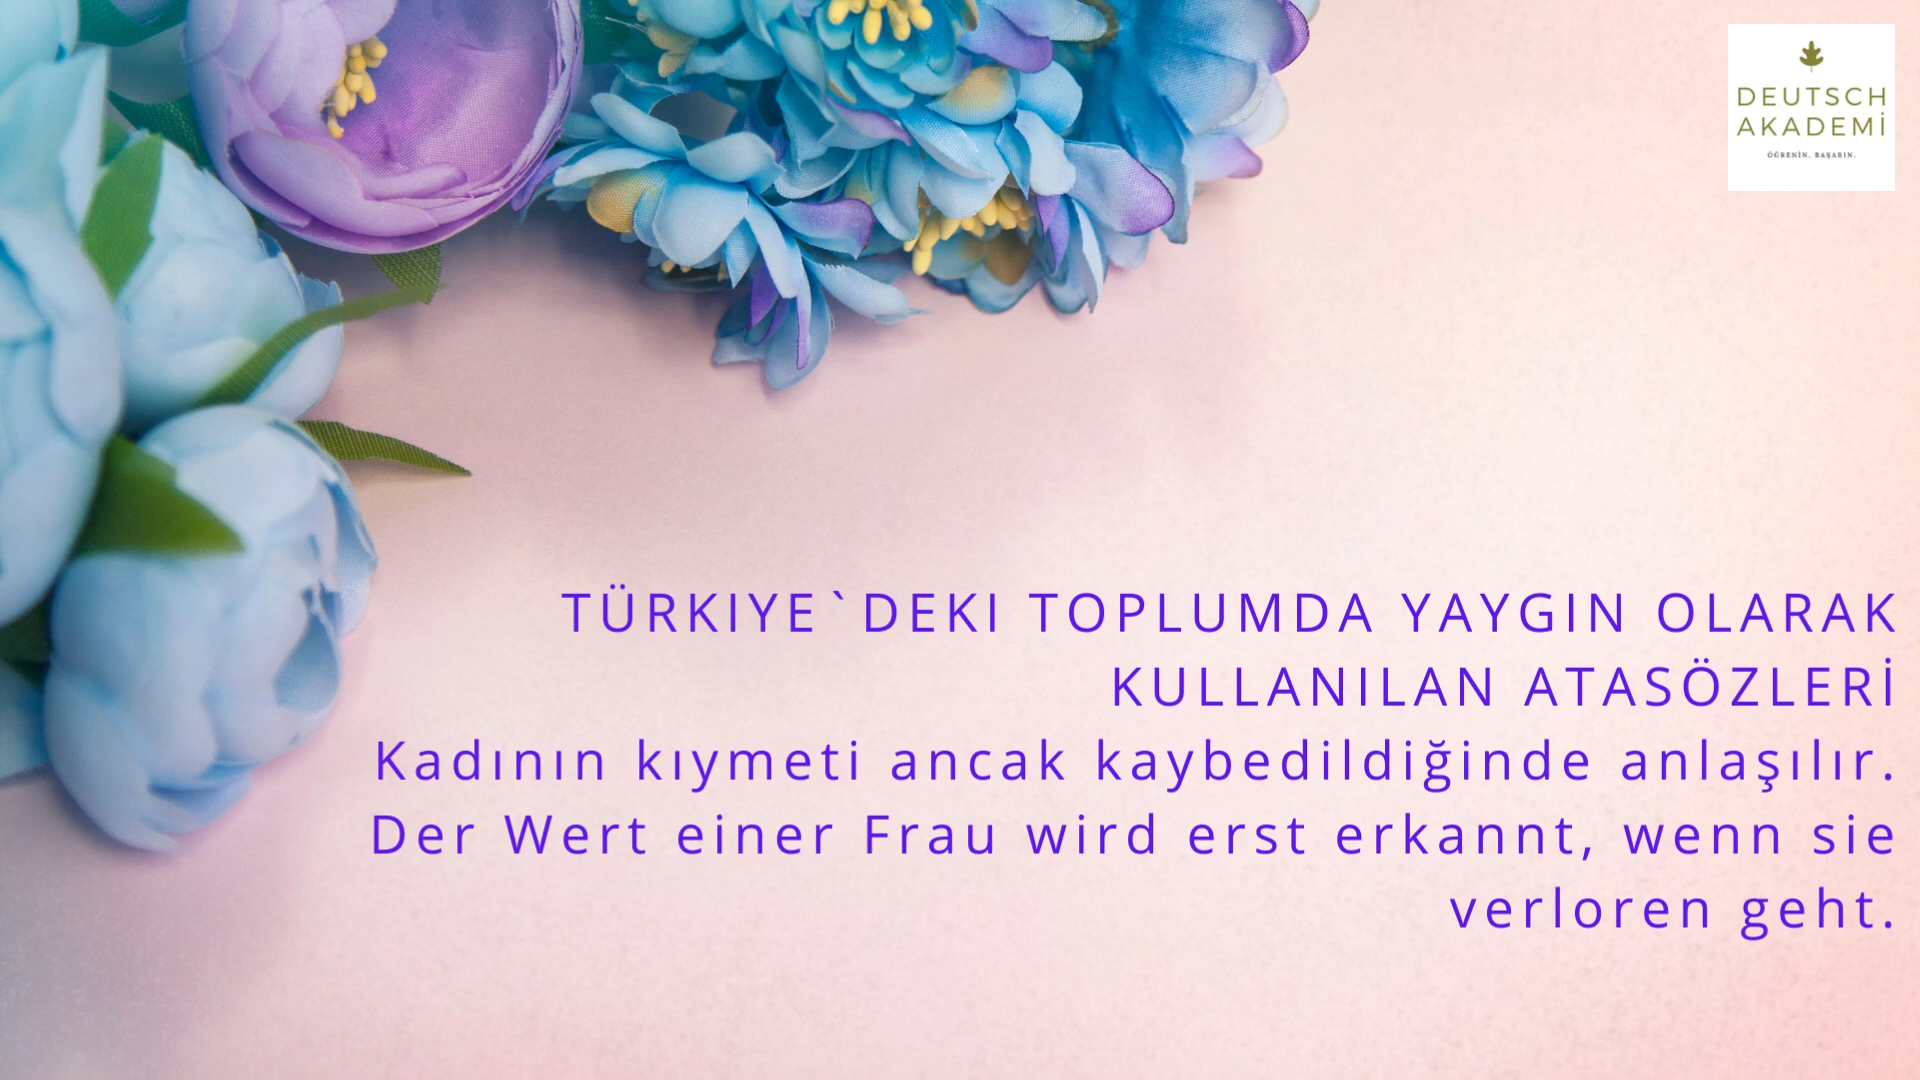 DEUTSCH
AKADEMİ
ÖĞRENİN. BAŞARIN.
TÜRKIYE`DEKI TOPLUMDA YAYGIN OLARAK
KULLANILAN ATASÖZLERİ
Kadının kıymeti ancak kaybedildiğinde anlaşılır.
Der Wert einer Frau wird erst erkannt, wenn sie
verloren geht.